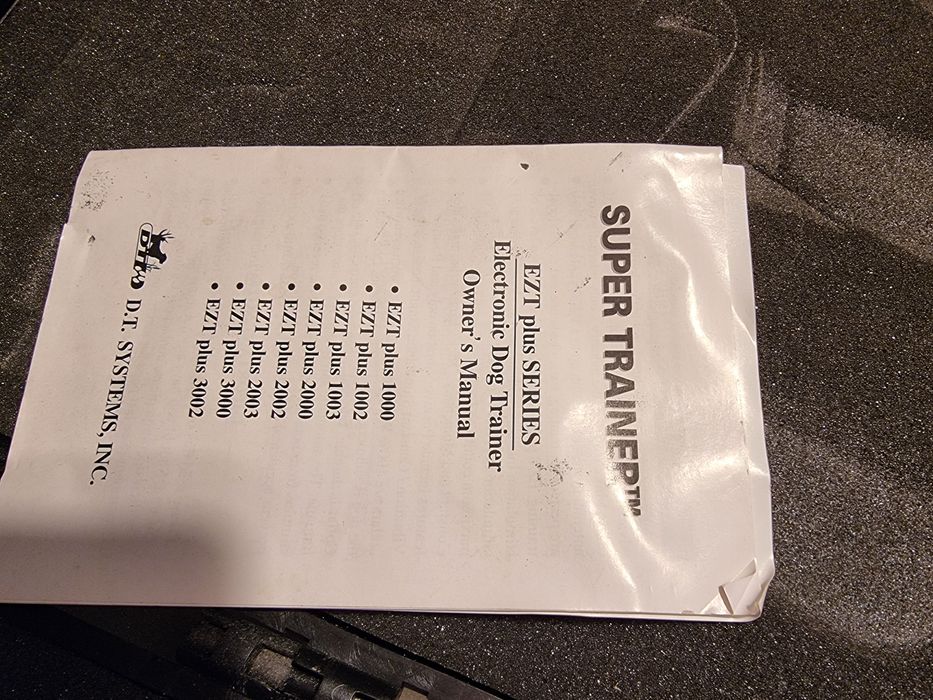 SUPER TRAINER™
EZT plus SERIES
Electronic Dog Trainer
Owner's Manual
• EZT plus 1000
• EZT plus 1002
• EZT plus 1003
• EZT plus 2000
• EZT plus 2002
• EZT plus 2003
• EZT plus 3000
• EZT plus 3002
D.T. SYSTEMS, INC.